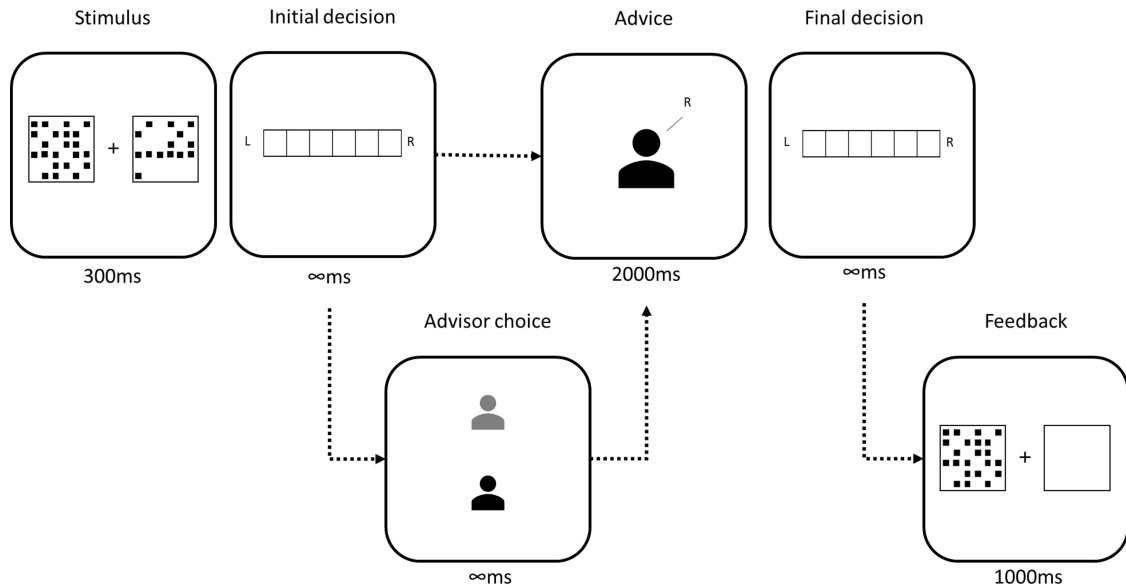 Stimulus
Initial decision
Advice
Final decision
R
L
R
L
R
+
300ms
∞ms
2000ms
∞ms
Advisor choice
Feedback
+
∞ms
1000ms